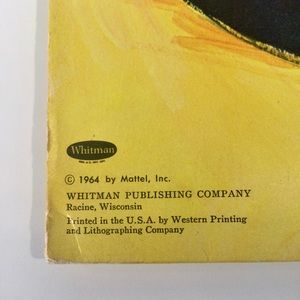 Whitman
© 1964 by Mattel, Inc.
WHITMAN PUBLISHING COMPANY
Racine, Wisconsin
Printed in the U.S.A. by Western Printing
and Lithographing Company